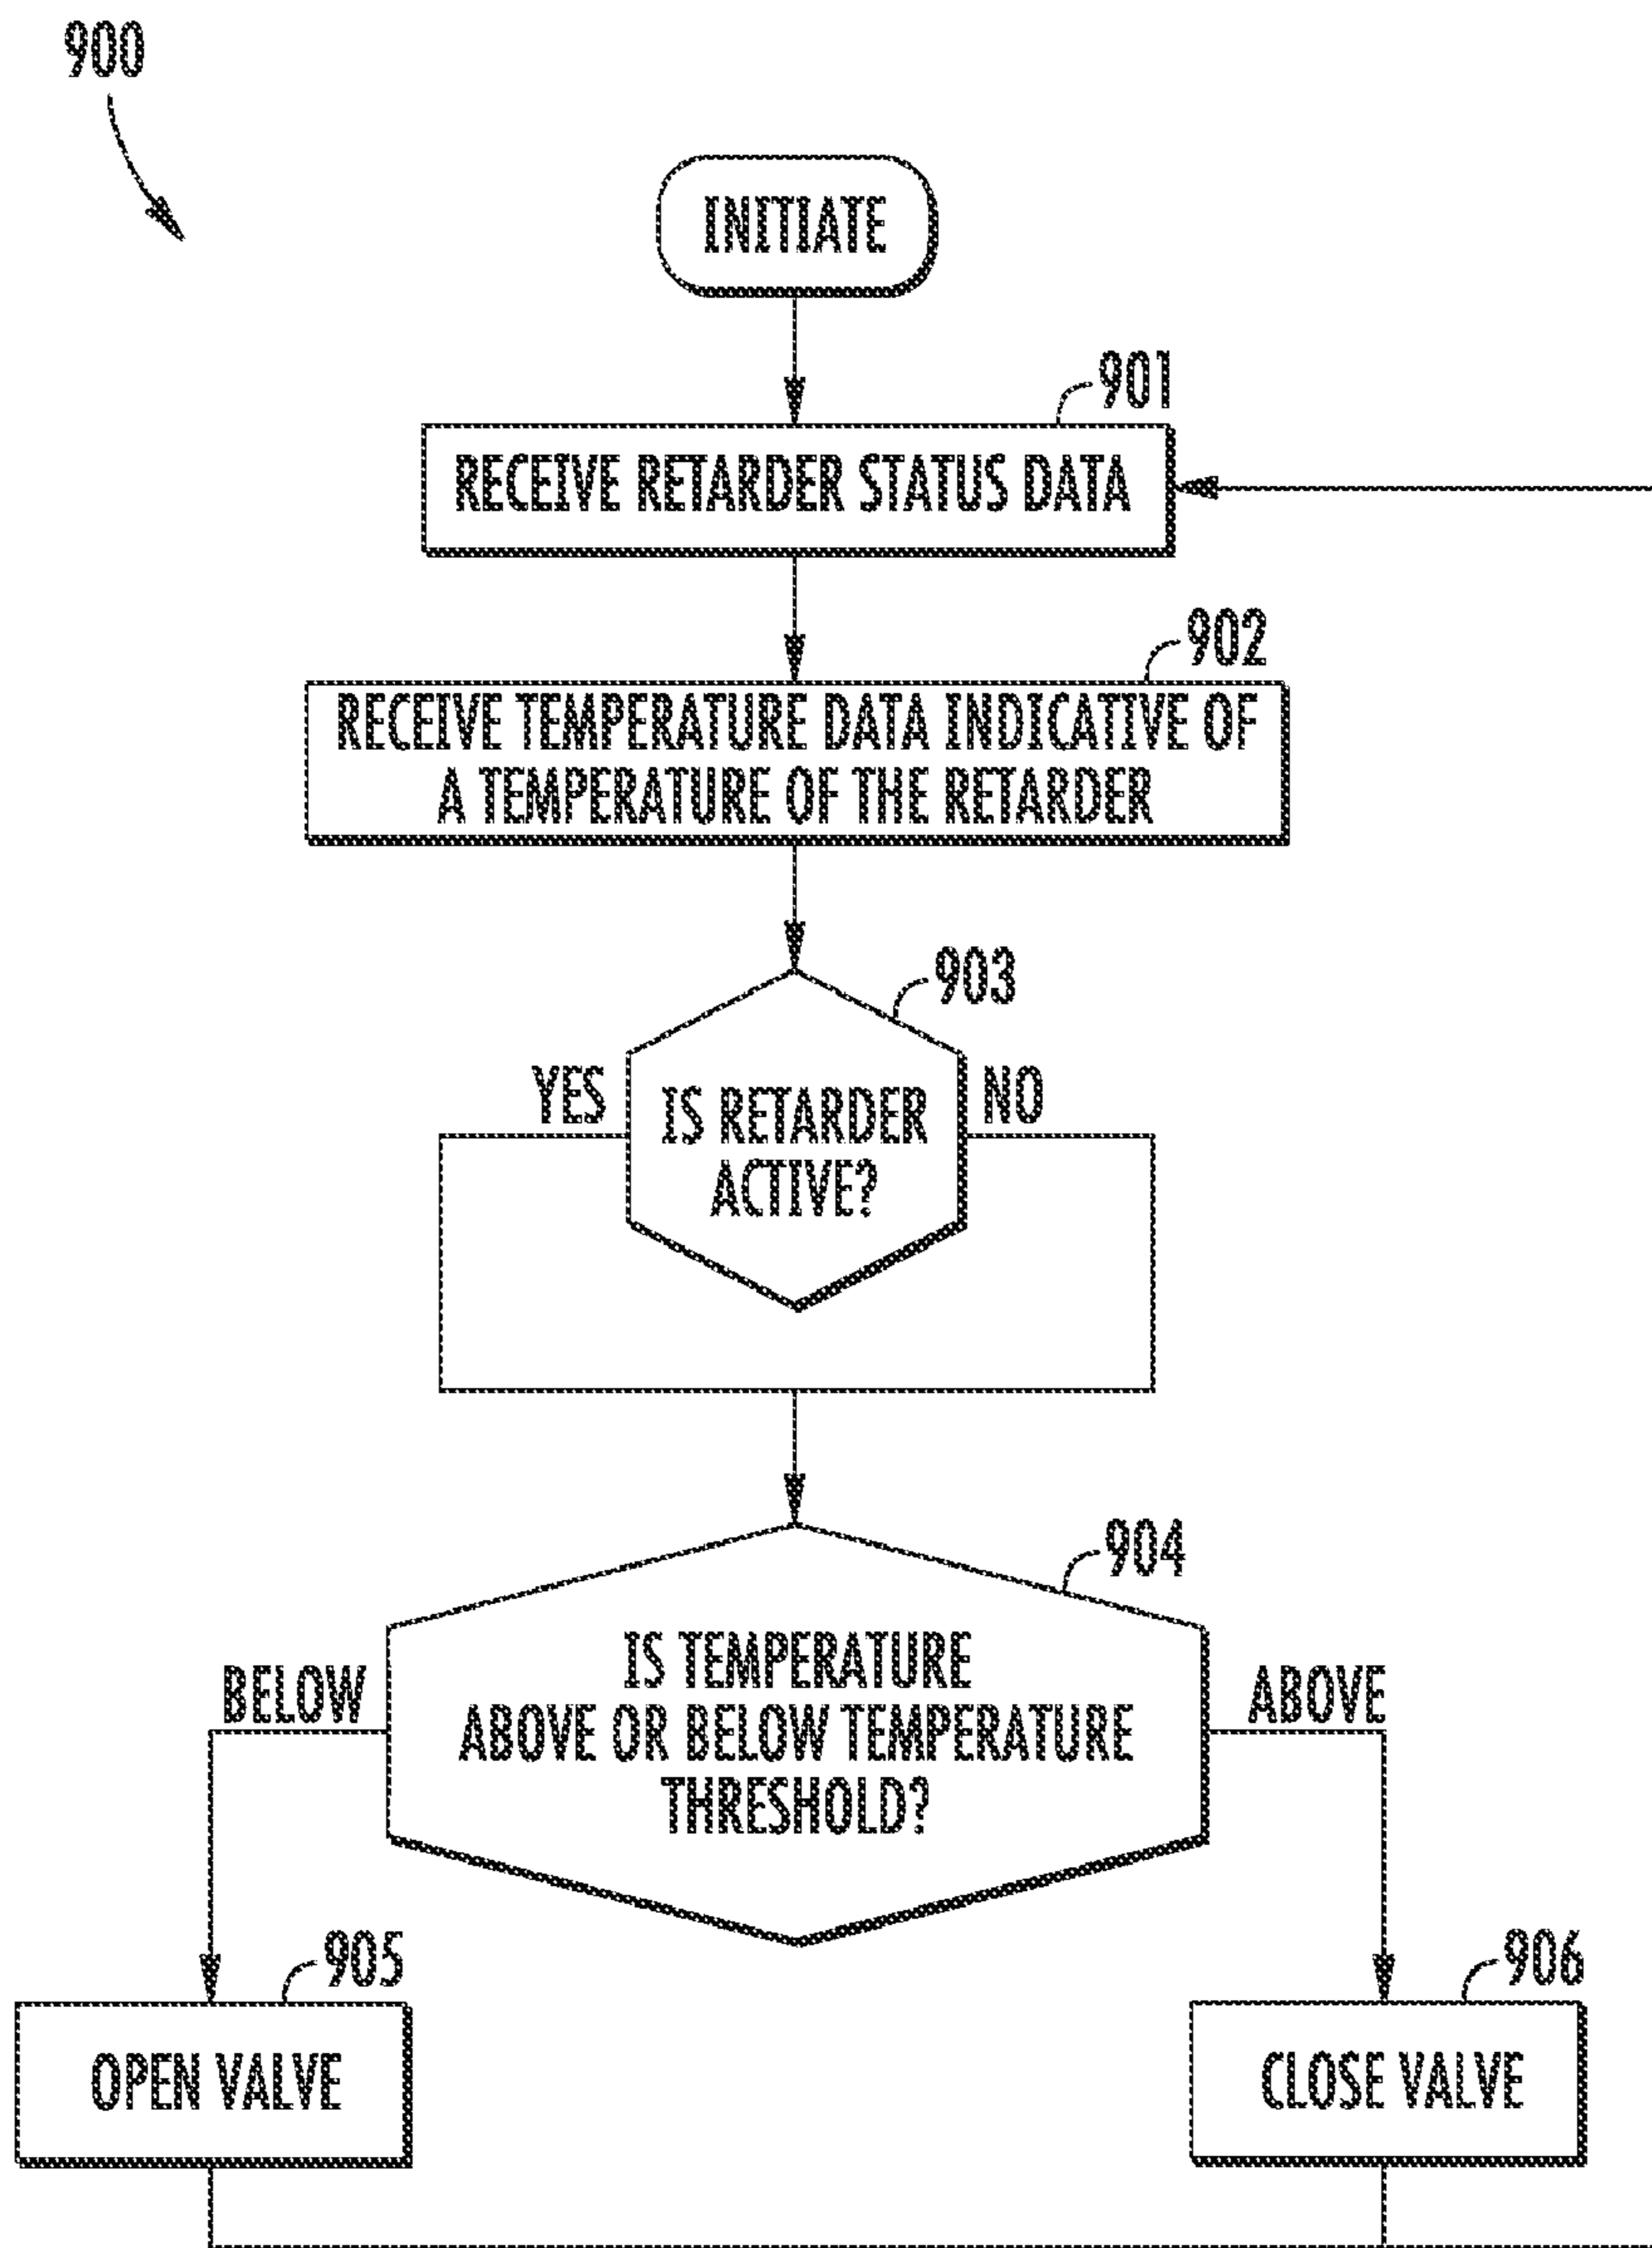 900
INITIATE
901
RECEIVE RETARDER STATUS DATA
902
RECEIVE TEMPERATURE DATA INDICATIVE OF
A TEMPERATURE OF THE RETARDER
903
YES
IS RETARDER
ACTIVE?
NO
904
IS TEMPERATURE
ABOVE OR BELOW TEMPERATURE
THRESHOLD?
BELOW
ABOVE
905
OPEN VALVE
906
CLOSE VALVE